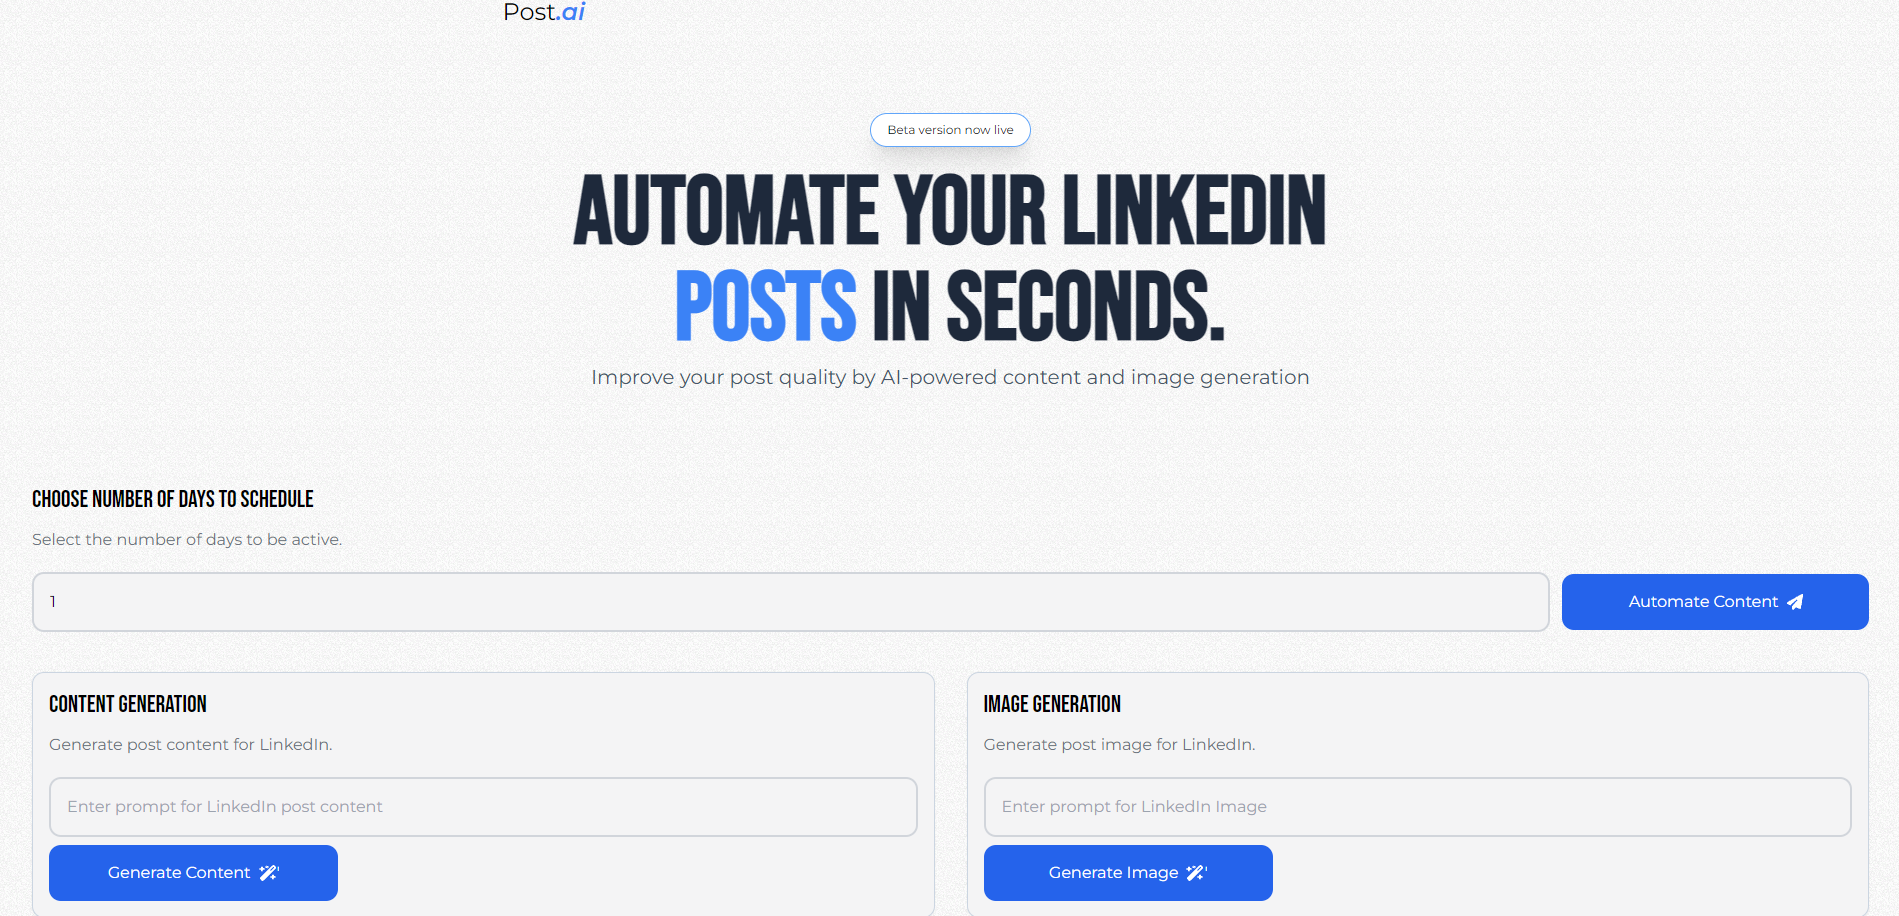 Post.ai
Beta version now live
AUTOMATE YOUR LINKEDIN
POSTS IN SECONDS.
Improve your post quality by AI-powered content and image generation
CHOOSE NUMBER OF DAYS TO SCHEDULE
Select the number of days to be active.
1
Automate Content
CONTENT GENERATION
Generate post content for LinkedIn.
Enter prompt for LinkedIn post content
Generate Content
IMAGE GENERATION
Generate post image for LinkedIn.
Enter prompt for LinkedIn Image
Generate Image